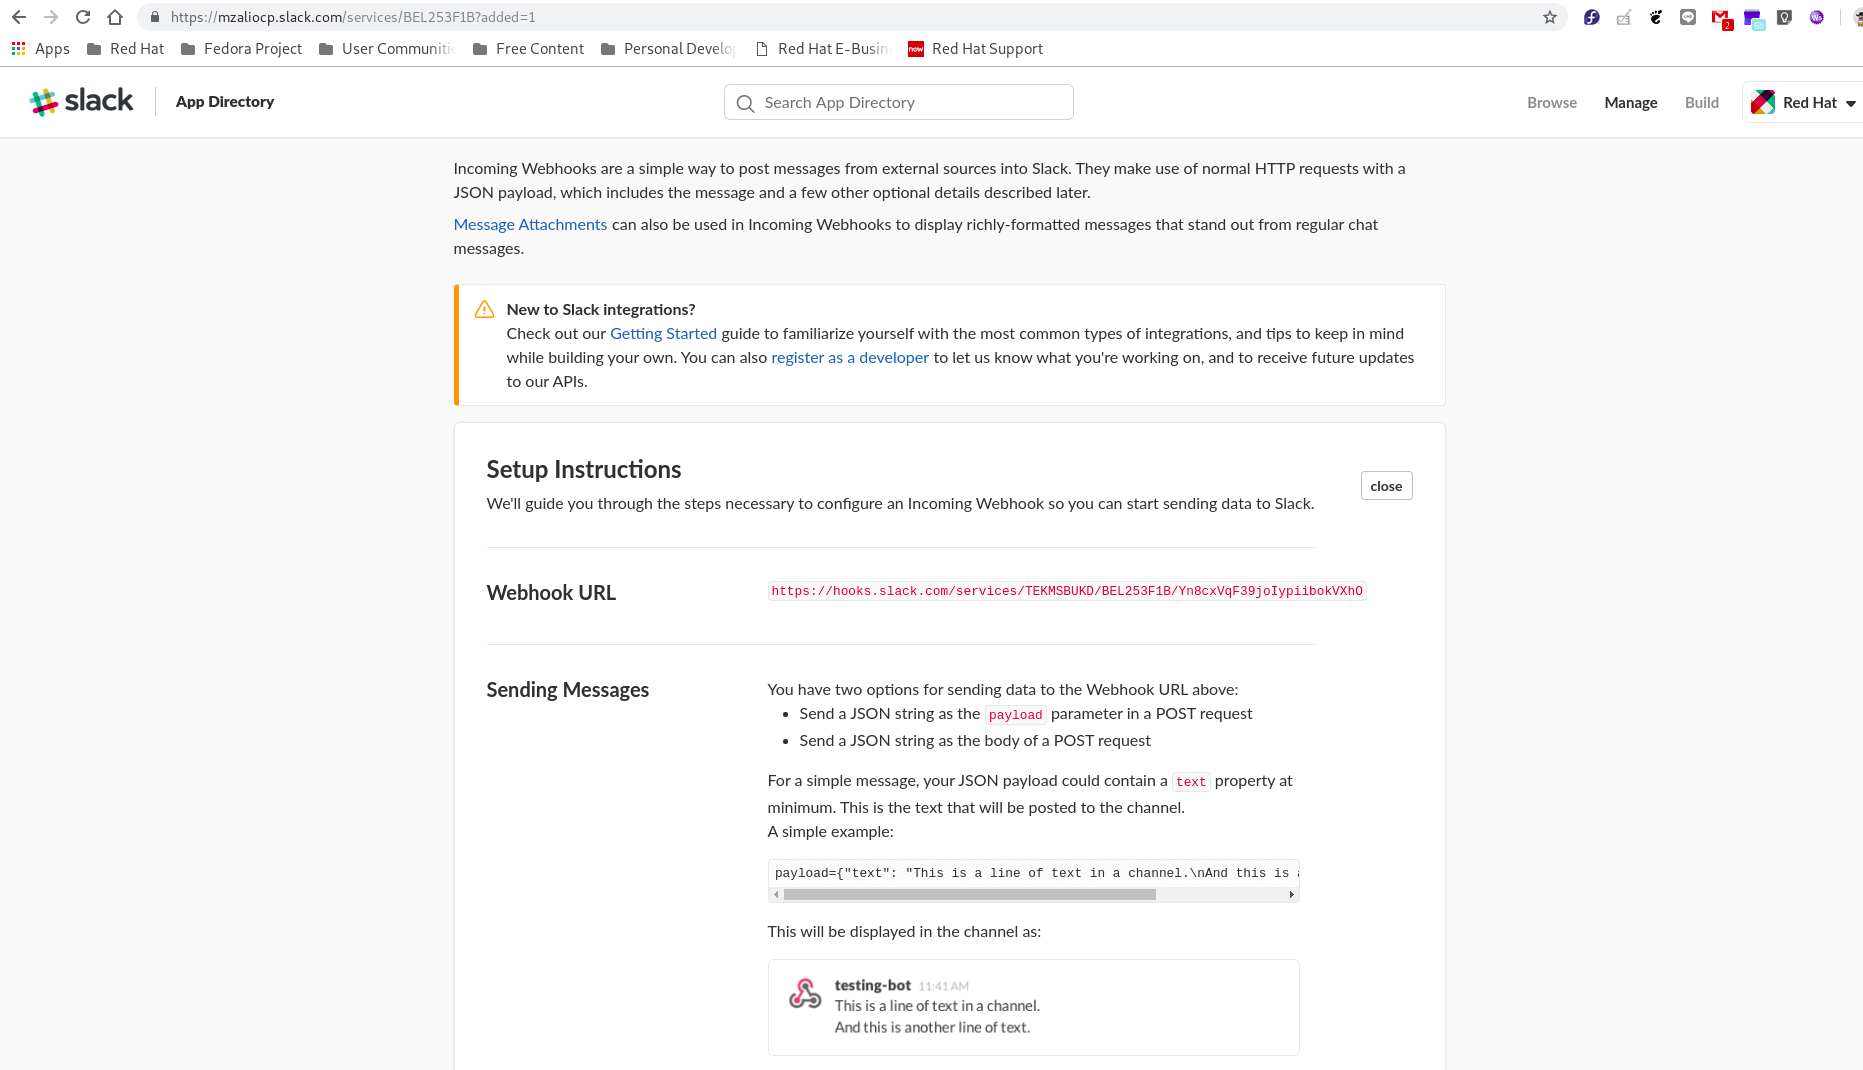 https://mzaliocp.slack.com/services/BEL253F1B?added=1
2
6h
Apps Red Hat Fedora Project User Communiti Free Content Personal Develop Red Hat E-Busin now Red Hat Support
slack App Directory Search App Directory Browse Manage Build Red Hat
Incoming Webhooks are a simple way to post messages from external sources into Slack. They make use of normal HTTP requests with a
JSON payload, which includes the message and a few other optional details described later.
Message Attachments can also be used in Incoming Webhooks to display richly-formatted messages that stand out from regular chat
messages.
New to Slack integrations?
Check out our Getting Started guide to familiarize yourself with the most common types of integrations, and tips to keep in mind
while building your own. You can also register as a developer to let us know what you're working on, and to receive future updates
to our APIs.
Setup Instructions
close
We'll guide you through the steps necessary to configure an Incoming Webhook so you can start sending data to Slack.
Webhook URL https://hooks.slack.com/services/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
Sending Messages
You have two options for sending data to the Webhook URL above:
• Send a JSON string as the payload parameter in a POST request
• Send a JSON string as the body of a POST request
For a simple message, your JSON payload could contain a text property at
minimum. This is the text that will be posted to the channel.
A simple example:
payload={"text": "This is a line of text in a channel.\nAnd this is
This will be displayed in the channel as:
testing-bot 11:41 AM
This is a line of text in a channel.
And this is another line of text.